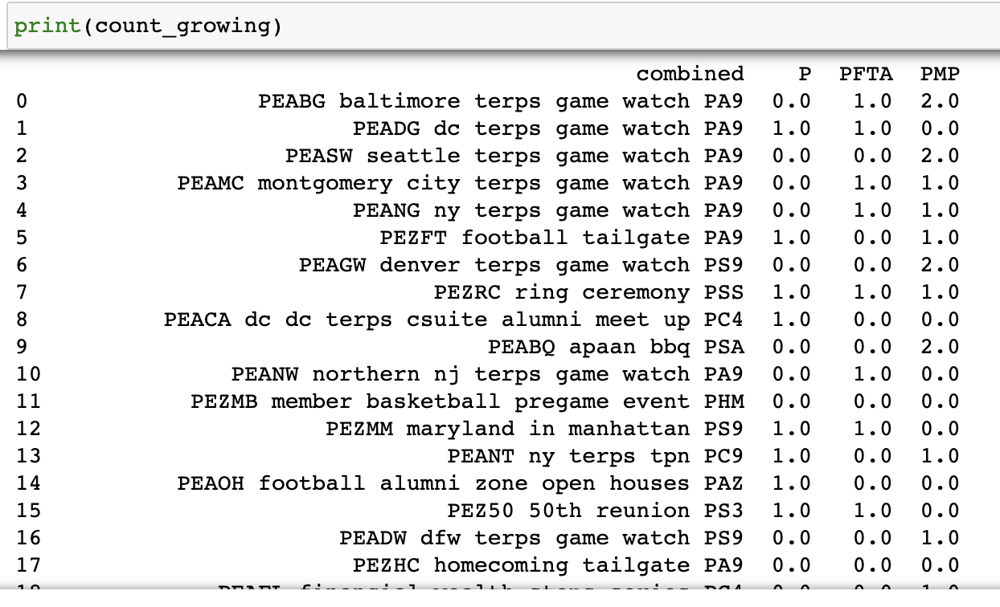 print(count_growing)
combined P PFTA PMP
0 PEABG baltimore terps game watch PA9 0.0 1.0 2.0
1 PEADG dc terps game watch PA9 1.0 1.0 0.0
2 PEASW seattle terps game watch PA9 0.0 0.0 2.0
3 PEAMC montgomery city terps game watch PA9 0.0 1.0 1.0
4 PEANG ny terps game watch PA9 0.0 1.0 1.0
5 PEZFT football tailgate PA9 1.0 0.0 1.0
6 PEAGW denver terps game watch PS9 0.0 0.0 2.0
7 PEZRC ring ceremony PSS 1.0 1.0 1.0
8 PEACA dc dc terps csuite alumni meet up PC4 1.0 0.0 0.0
9 PEABQ apaan bbq PSA 0.0 0.0 2.0
10 PEANW northern nj terps game watch PA9 0.0 1.0 0.0
11 PEZMB member basketball pregame event PHM 0.0 0.0 0.0
12 PEZMM maryland in manhattan PS9 1.0 1.0 0.0
13 PEANT ny terps tpn PC9 1.0 0.0 1.0
14 PEAOH football alumni zone open houses PAZ 1.0 0.0 0.0
15 PEZ50 50th reunion PS3 1.0 1.0 0.0
16 PEADW dfw terps game watch PS9 0.0 0.0 1.0
17 PEZHC homecoming tailgate PA9 0.0 0.0 0.0